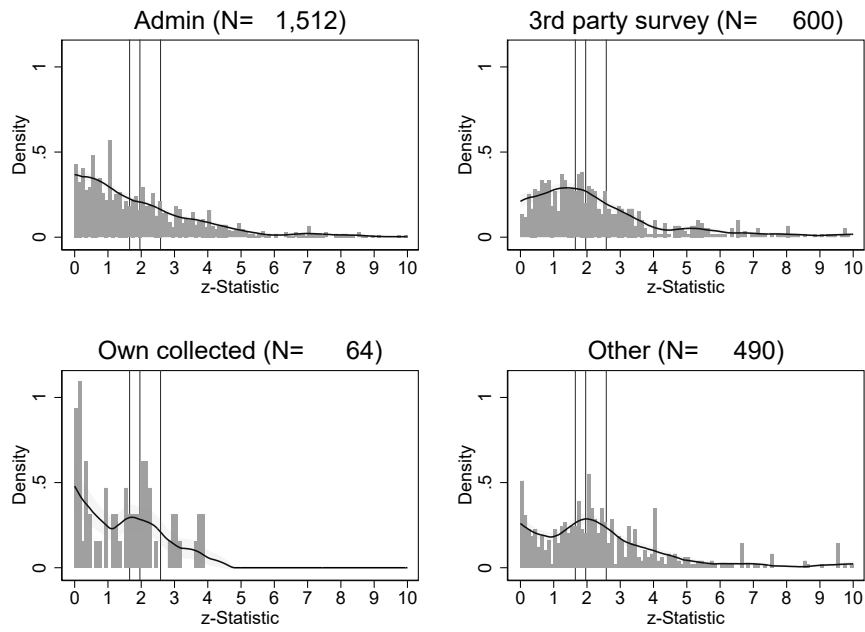 Admin (N= 1,512)
Density
1
.5
0
0 1 2 3 4 5 6 7 8 9 10
z-Statistic
3rd party survey (N= 600)
Density
1
.5
0
0 1 2 3 4 5 6 7 8 9 10
z-Statistic
Own collected (N= 64)
Density
1
.5
0
0 1 2 3 4 5 6 7 8 9 10
z-Statistic
Other (N= 490)
Density
1
.5
0
0 1 2 3 4 5 6 7 8 9 10
z-Statistic